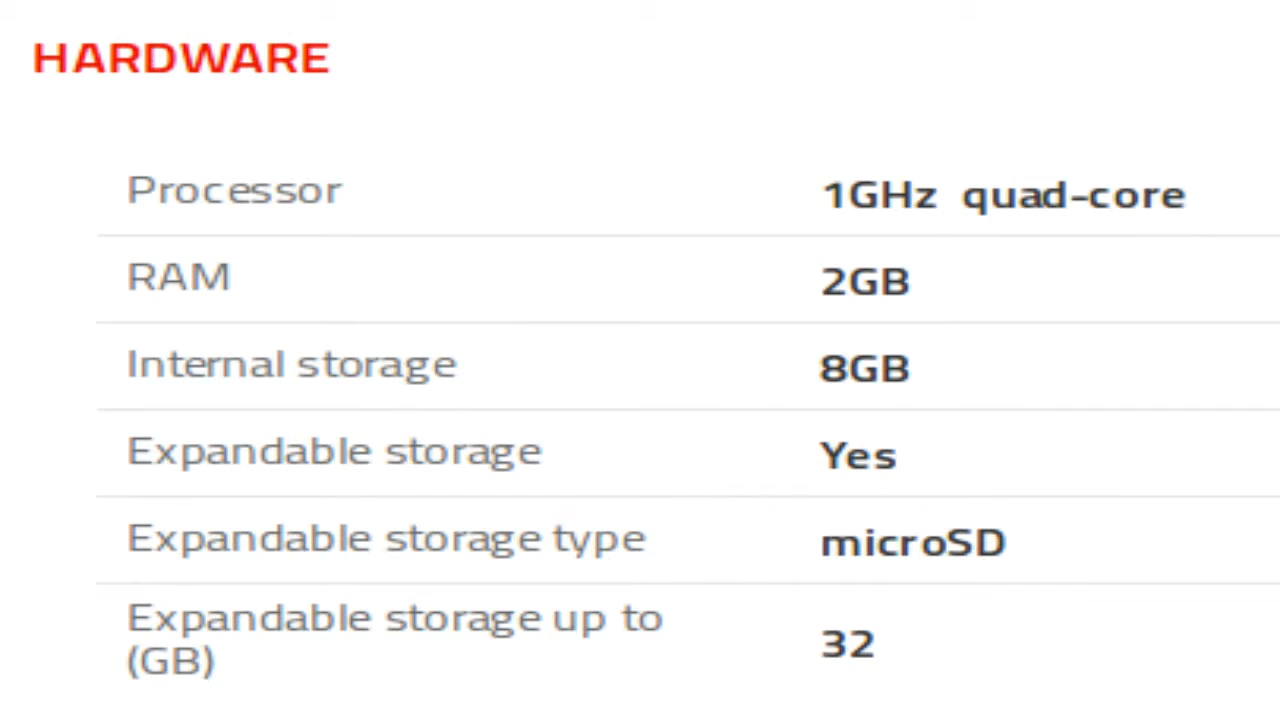 HARDWARE
Processor 1GHz quad-core
RAM 2GB
Internal storage 8GB
Expandable storage Yes
Expandable storage type microSD
Expandable storage up to
(GB) 32